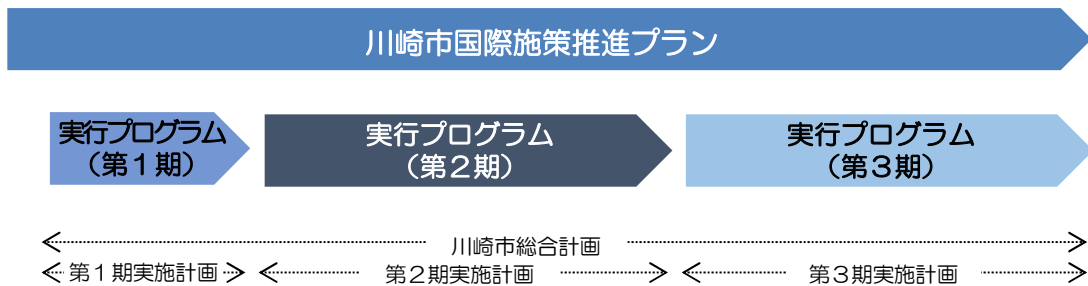 川崎市国際施策推進プラン
実行プログラム
（第１期）
実行プログラム
（第２期）
実行プログラム
（第３期）
川崎市総合計画
第１期実施計画
第２期実施計画
第３期実施計画